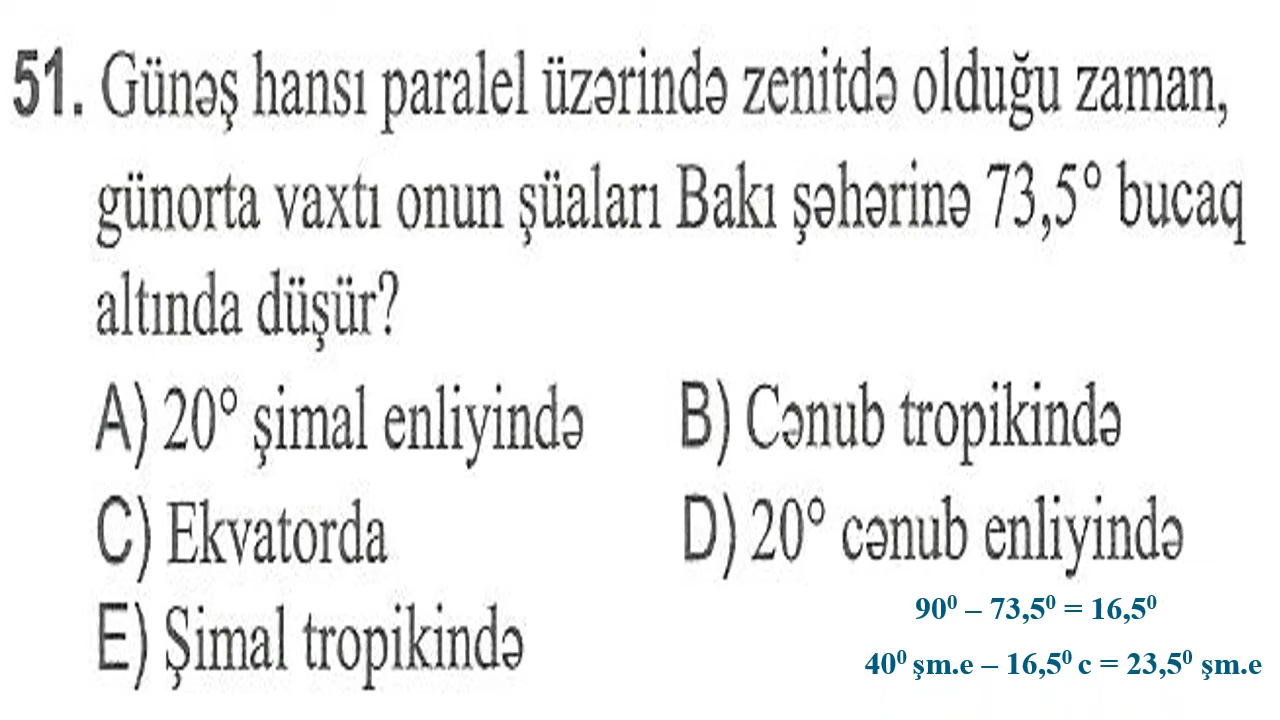 51. Günəş hansı paralel üzərində zenitdə olduğu zaman,
günorta vaxtı onun şüaları Bakı şəhərinə 73,5° bucaq
altında düşür?
A) 20° şimal enliyində B) Cənub tropikində
C) Ekvatorda D) 20° cənub enliyində
E) Şimal tropikində
90⁰ – 73,5⁰ = 16,5⁰
40⁰ şm.e – 16,5⁰ c = 23,5⁰ şm.e